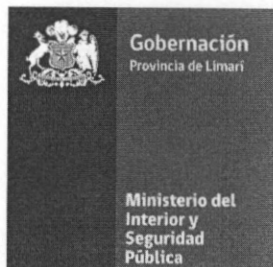 Gobernación
Provincia de Limarí
Ministerio del
Interior y
Seguridad
Pública